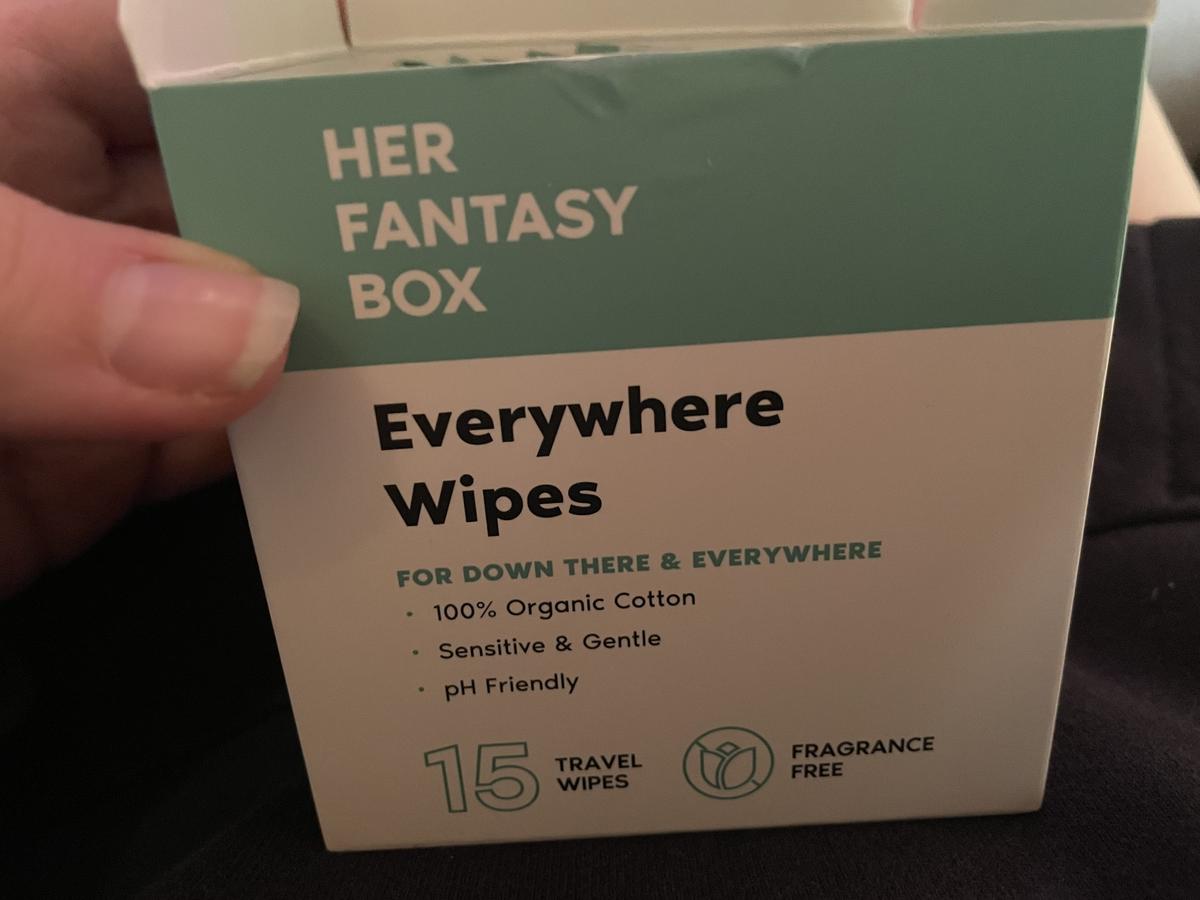 HER
FANTASY
BOX
Everywhere
Wipes
FOR DOWN THERE & EVERYWHERE
• 100% Organic Cotton
• Sensitive & Gentle
• pH Friendly
15 TRAVEL
WIPES
FRAGRANCE
FREE